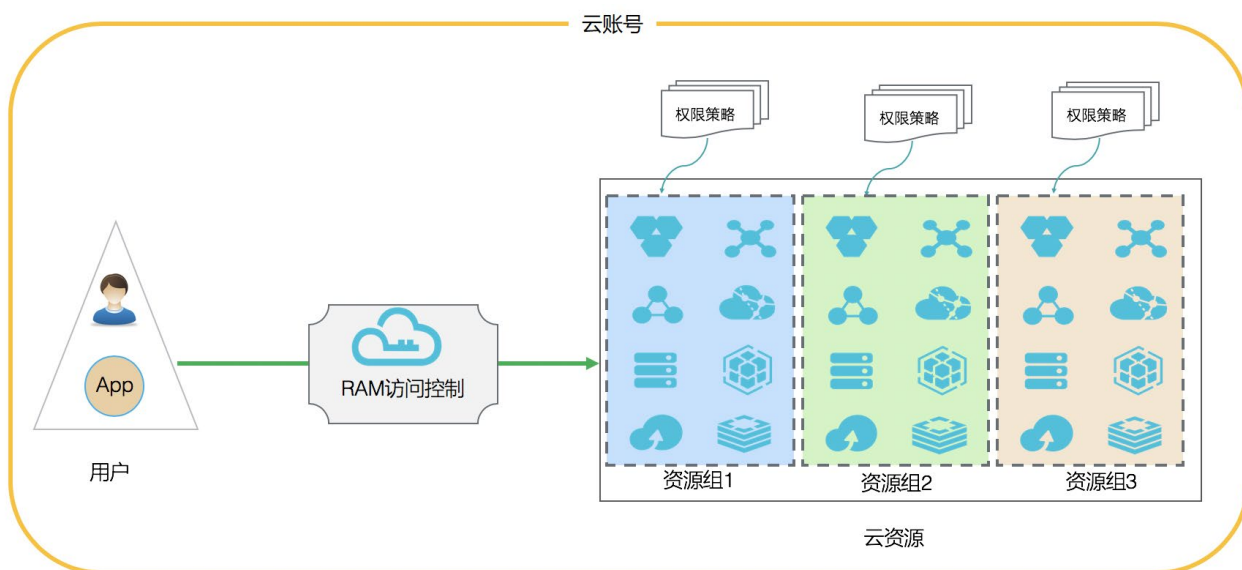 云账号
权限策略
权限策略
权限策略
App
RAM访问控制
用户
资源组1
资源组2
资源组3
云资源